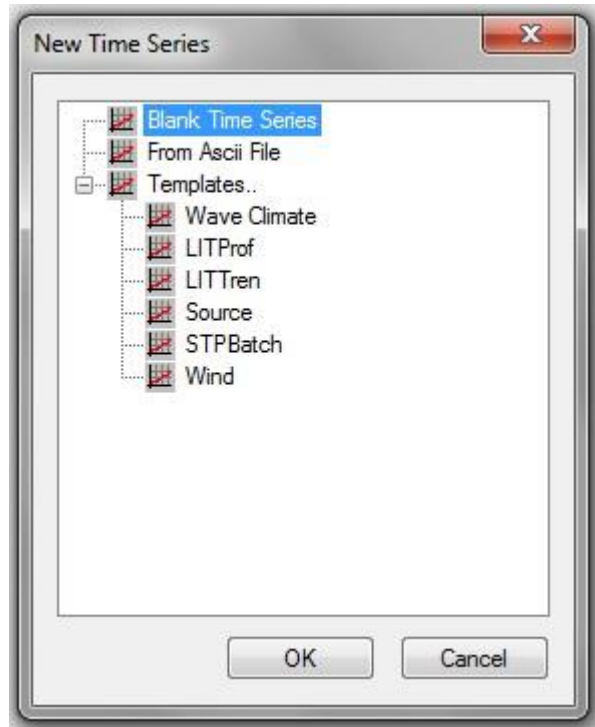 New Time Series
Blank Time Series
From Ascii File
Templates..
Wave Climate
LITProf
LITTren
Source
STPBatch
Wind
OK
Cancel